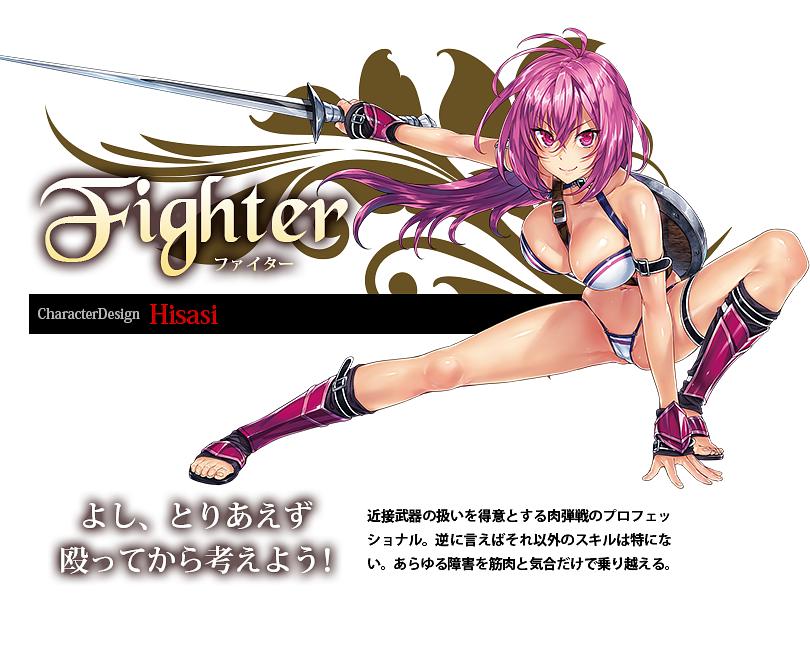 Fighter
ファイター
CharacterDesign Hisasi
よし、とりあえず
殴ってから考えよう!
近接武器の扱いを得意とする肉弾戦のプロフェッ
ショナル。逆に言えばそれ以外のスキルは特にな
い。あらゆる障害を筋肉と気合だけで乗り越える。